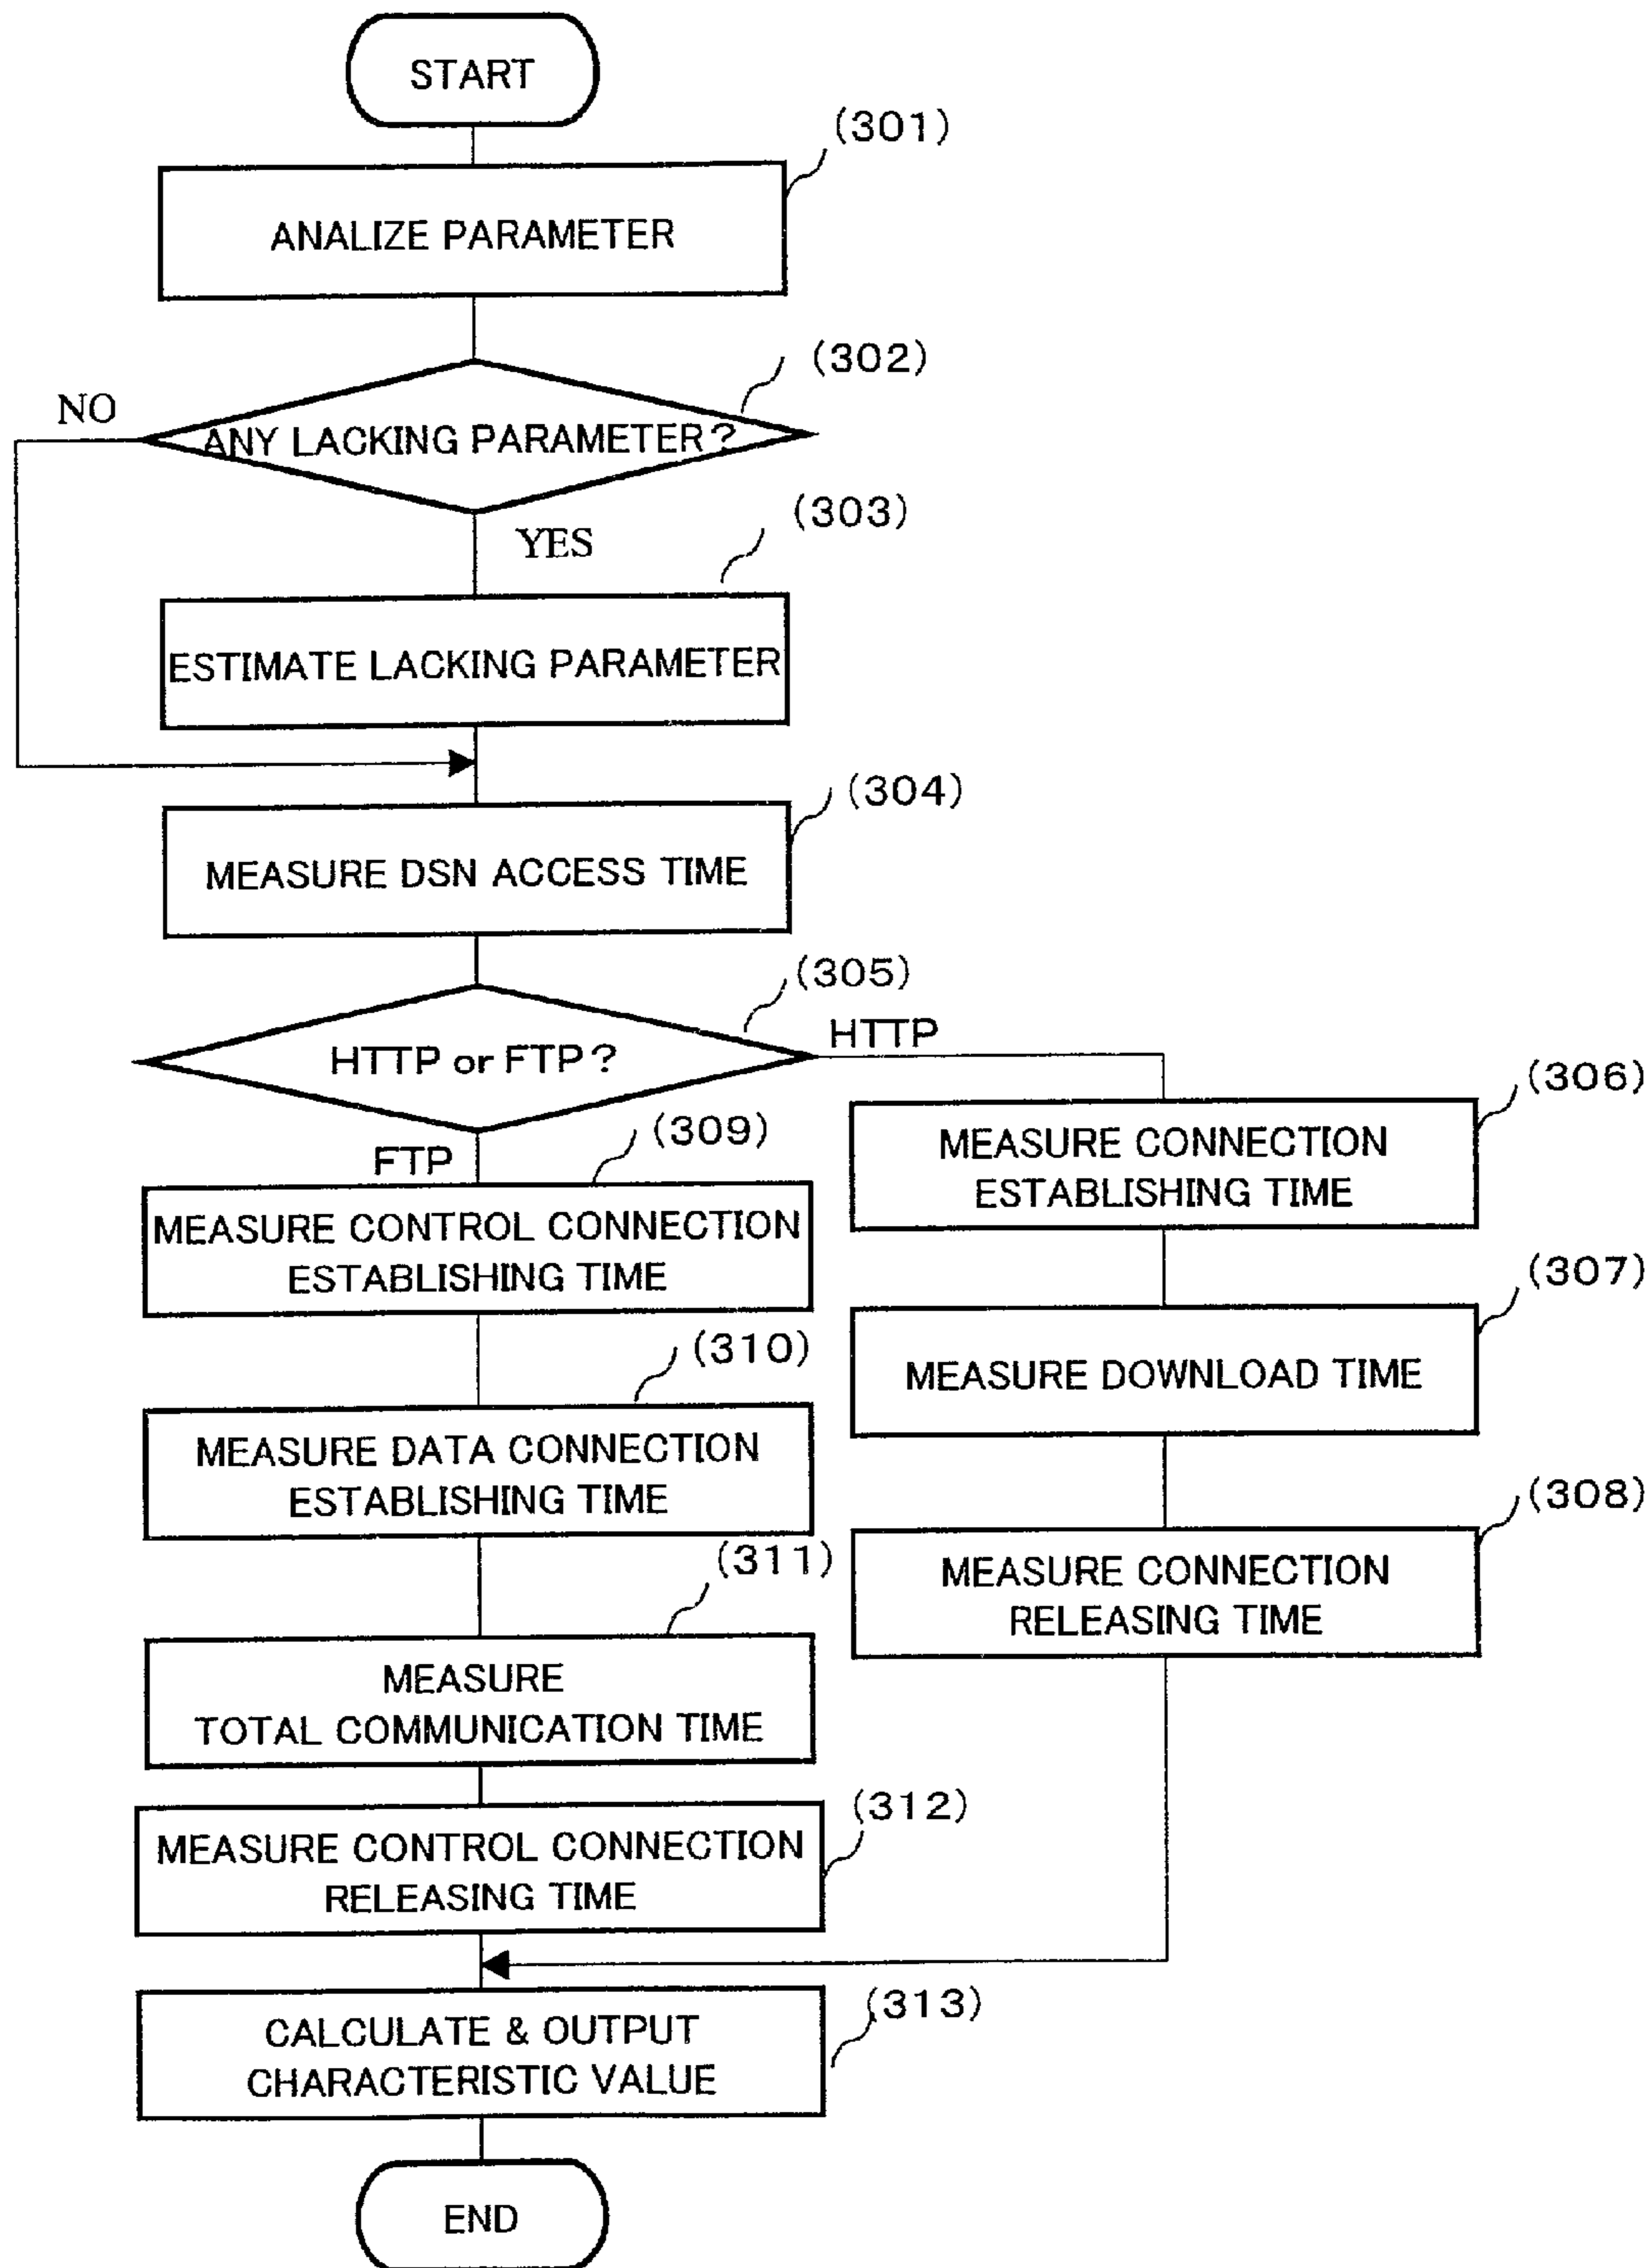 START
(301)
ANALIZE PARAMETER
(302)
NO
ANY LACKING PARAMETER?
(303)
YES
ESTIMATE LACKING PARAMETER
(304)
MEASURE DSN ACCESS TIME
(305)
HTTP
HTTP or FTP?
(306)
MEASURE CONNECTION
ESTABLISHING TIME
(307)
MEASURE DOWNLOAD TIME
(308)
MEASURE CONNECTION
RELEASING TIME
(309)
FTP
MEASURE CONTROL CONNECTION
ESTABLISHING TIME
(310)
MEASURE DATA CONNECTION
ESTABLISHING TIME
(311)
MEASURE
TOTAL COMMUNICATION TIME
(312)
MEASURE CONTROL CONNECTION
RELEASING TIME
(313)
CALCULATE & OUTPUT
CHARACTERISTIC VALUE
END